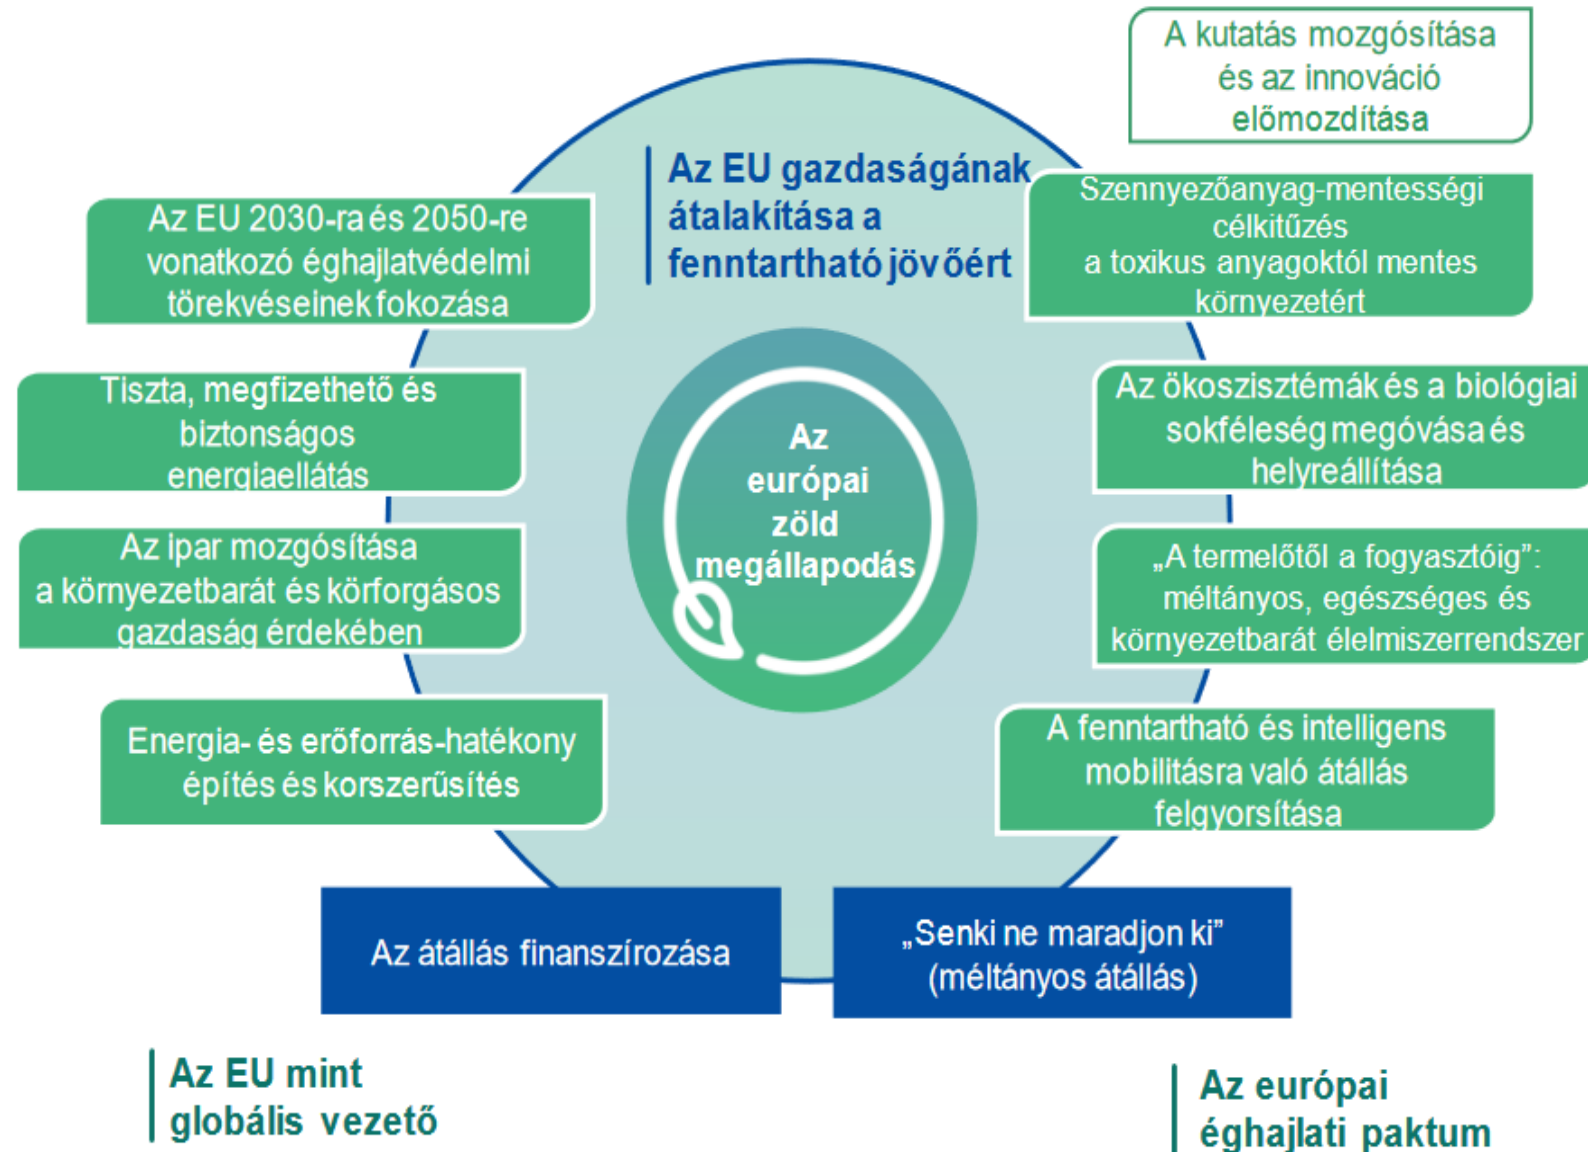 A kutatás mozgósítása
és az innováció
előmozdítása
Az EU gazdaságának
átalakítása a
fenntartható jövőért
Az EU 2030-ra és 2050-re
vonatkozó éghajlatvédelmi
törekvéseinek fokozása
Szennyezőanyag-mentességi
célkitűzés
a toxikus anyagoktól mentes
környezetért
Tiszta, megfizethető és
biztonságos
energiaellátás
Az ökoszisztémák és a biológiai
sokféleség megóvása és
helyreállítása
Az
európai
zöld
megállapodás
Az ipar mozgósítása
a környezetbarát és körforgásos
gazdaság érdekében
„A termelőtől a fogyasztóig”:
méltányos, egészséges és
környezetbarát élelmiszerrendszer
Energia- és erőforrás-hatékony
építés és korszerűsítés
A fenntartható és intelligens
mobilitásra való átállás
felgyorsítása
Az átállás finanszírozása
„Senki ne maradjon ki”
(méltányos átállás)
Az EU mint
globális vezető
Az európai
éghajlati paktum